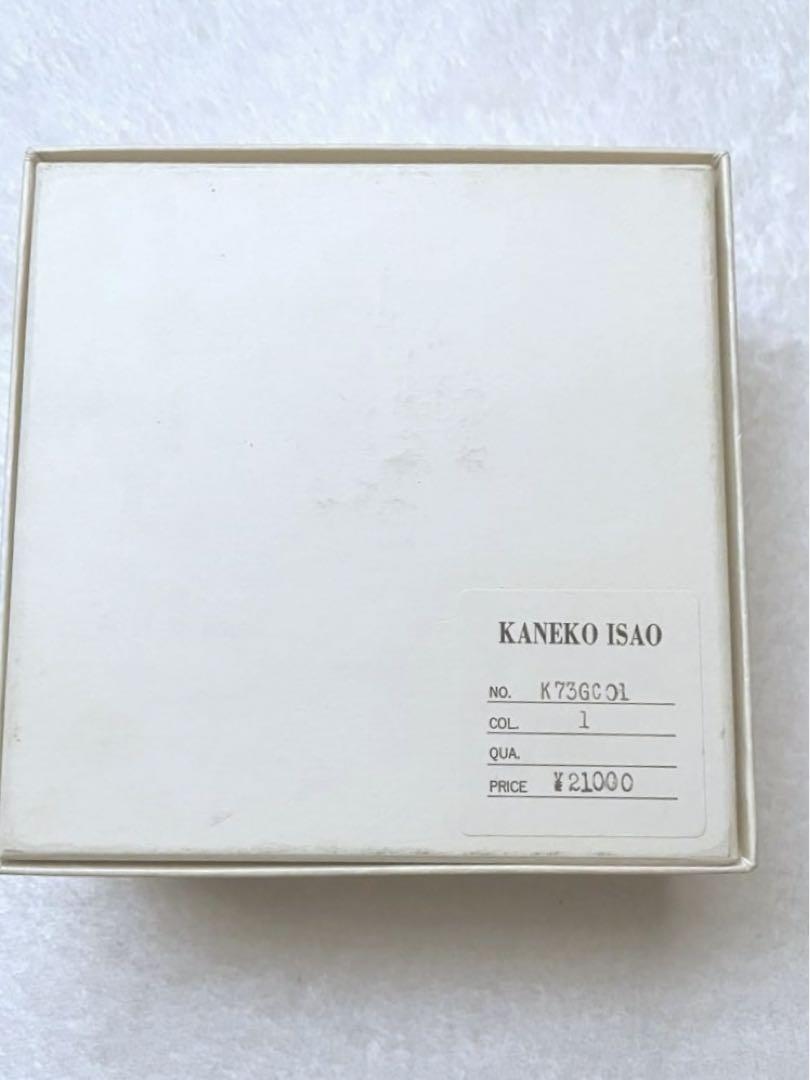 KANEKO ISAO
NO. K73GC01
COL. 1
QUA.
PRICE ¥21000